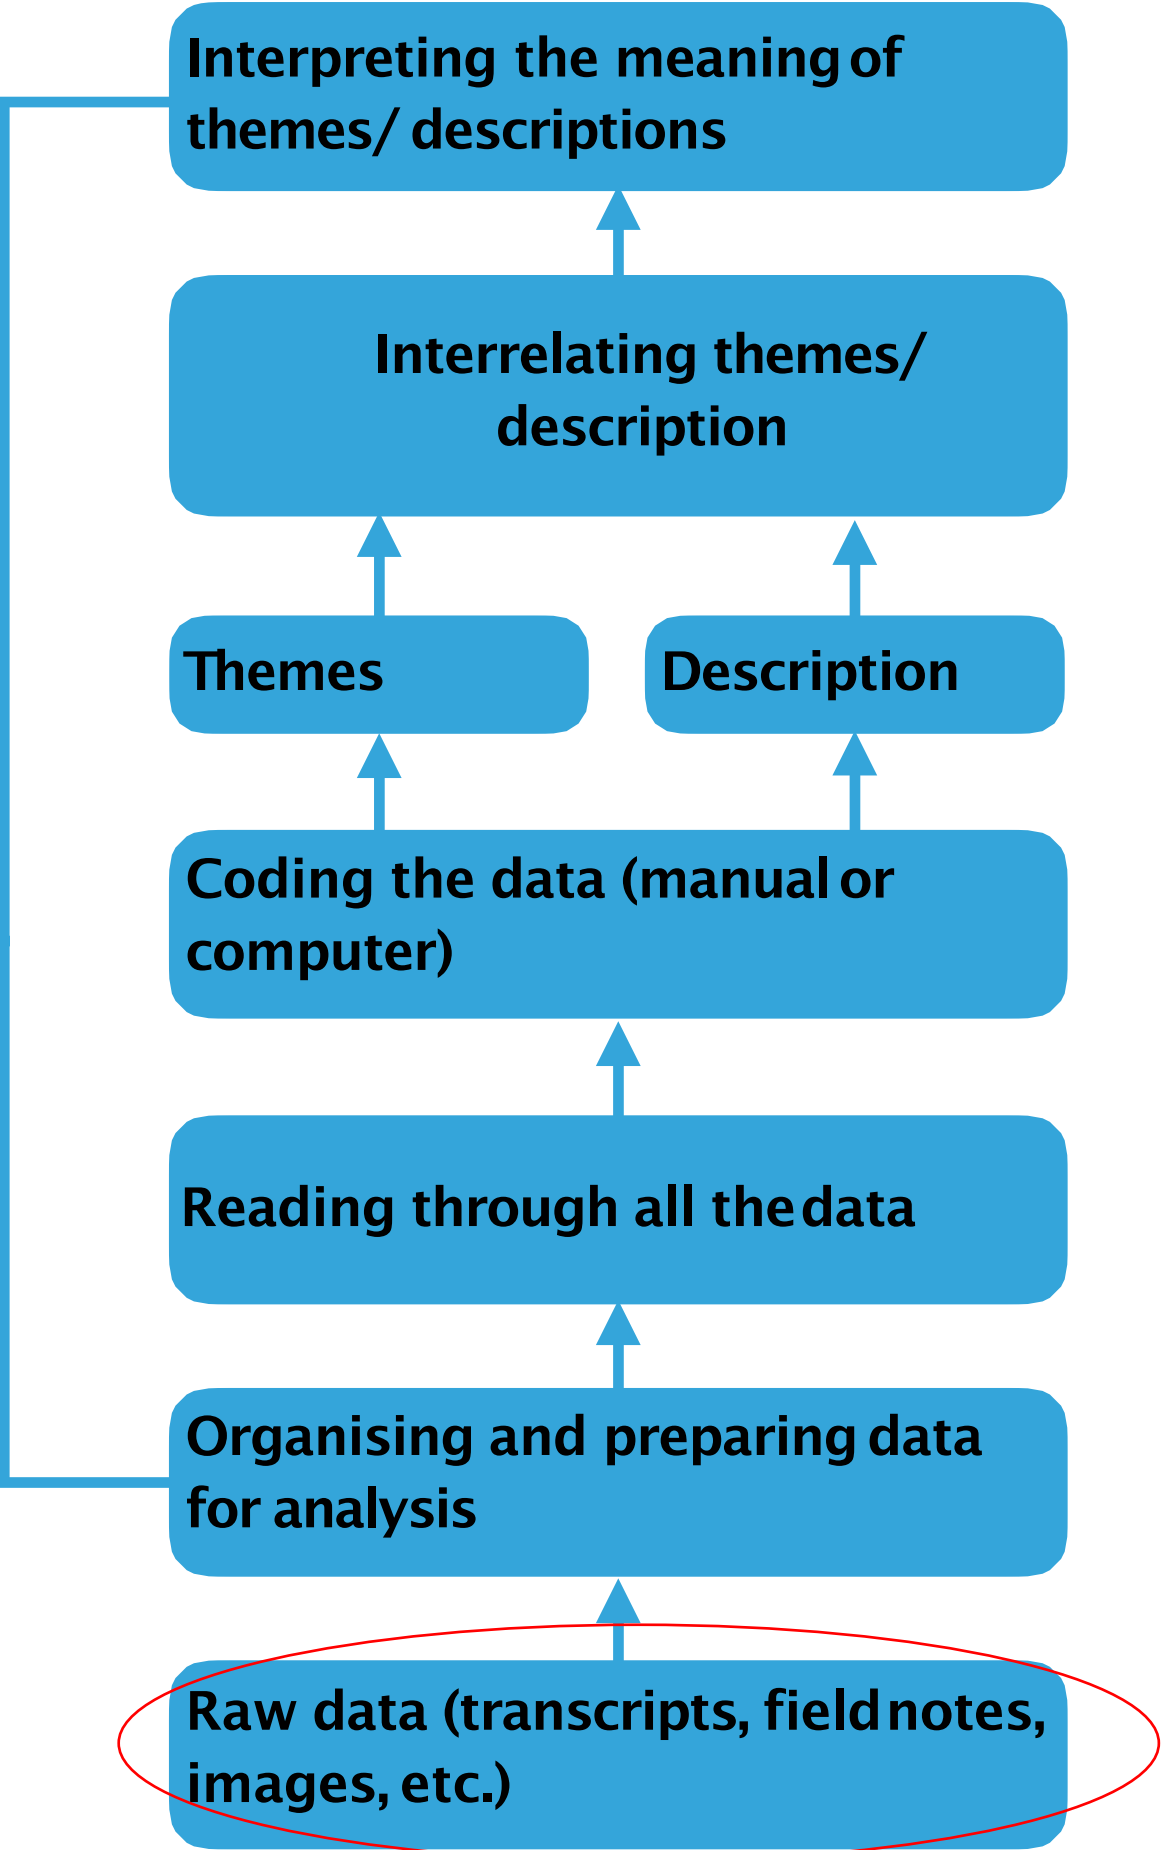 Interpreting the meaning of
themes/ descriptions
Interrelating themes/
description
Themes
Description
Coding the data (manual or
computer)
Reading through all the data
Organising and preparing data
for analysis
Raw data (transcripts, field notes,
images, etc.)